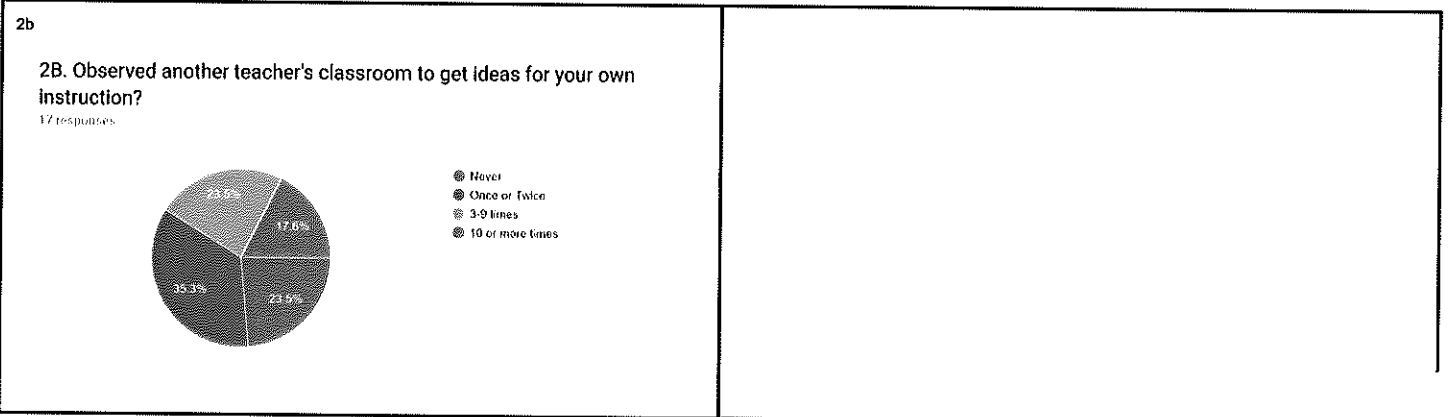 2b
2B. Observed another teacher's classroom to get ideas for your own
instruction?
17 responses
Never
Once or Twice
3-9 times
10 or more times
23.5%
17.6%
35.3%
23.5%